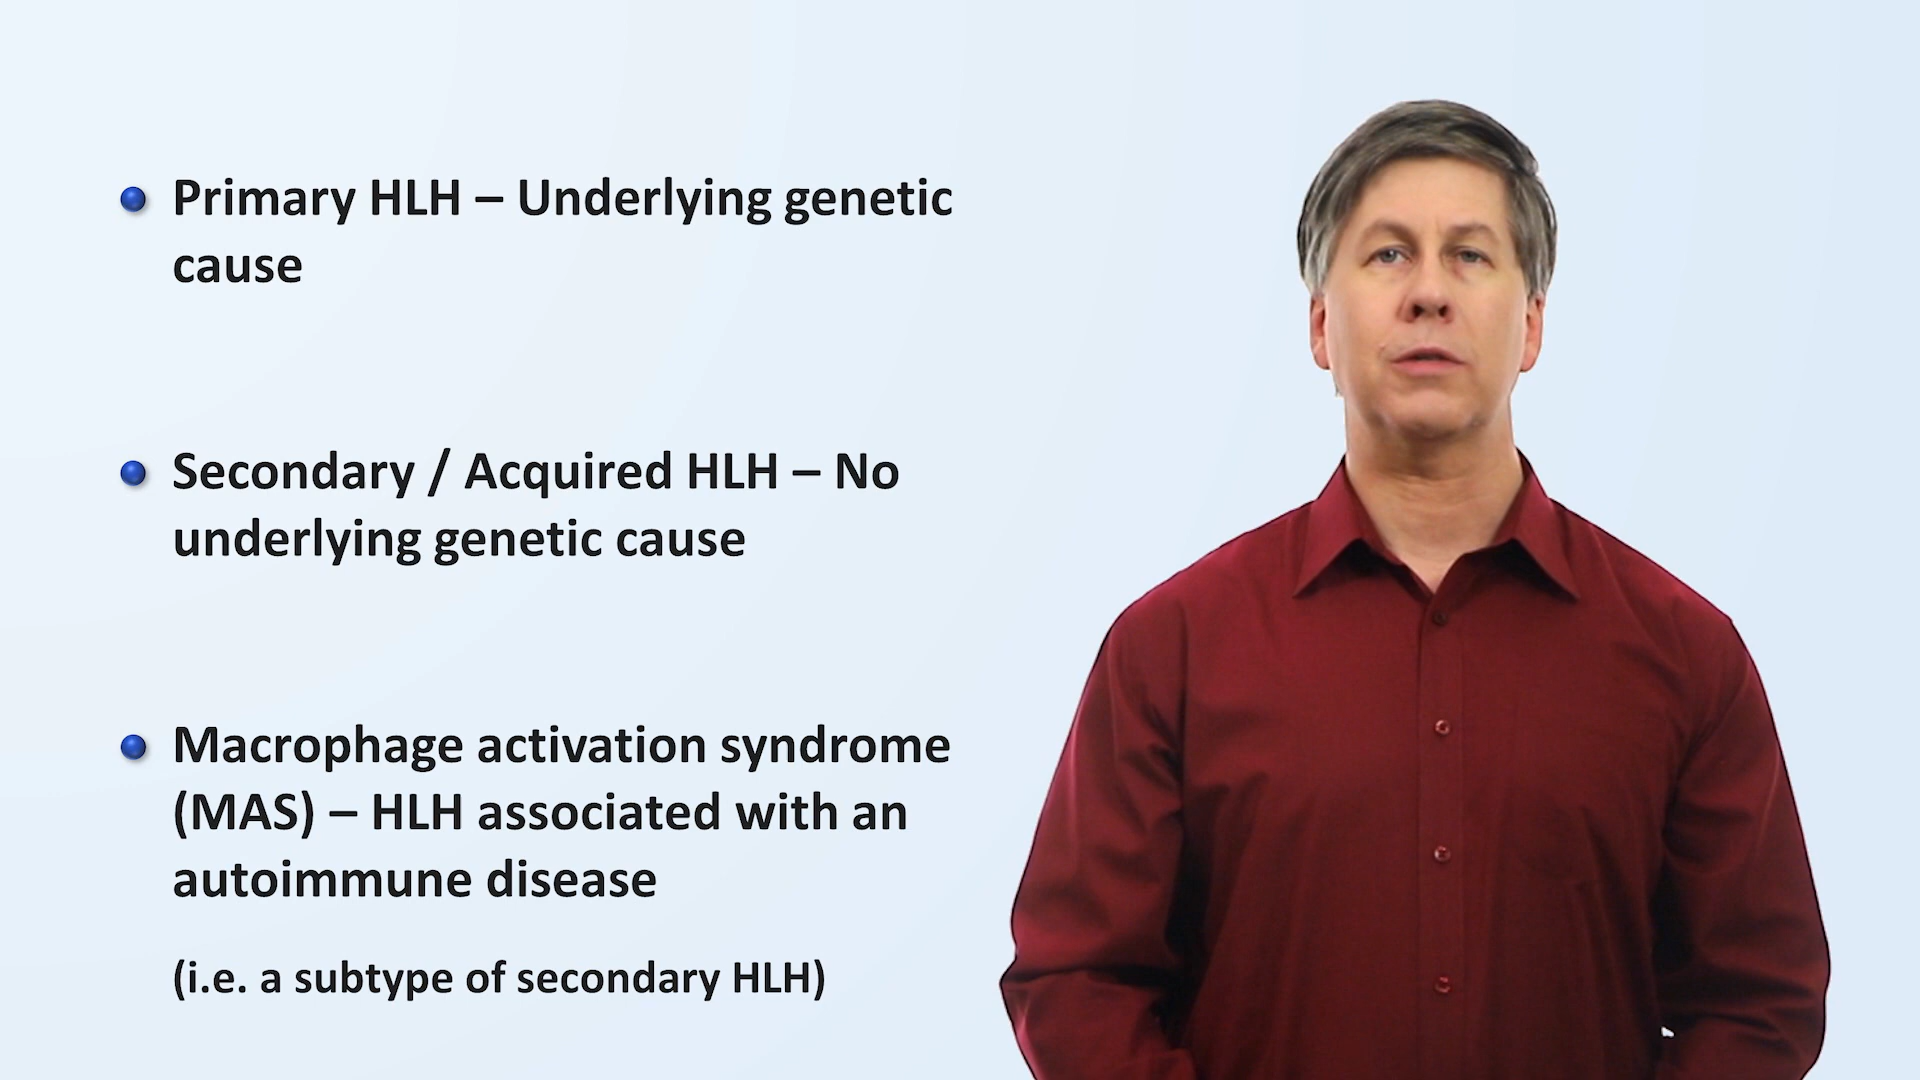 Primary HLH – Underlying genetic
cause
Secondary / Acquired HLH – No
underlying genetic cause
Macrophage activation syndrome
(MAS) – HLH associated with an
autoimmune disease
(i.e. a subtype of secondary HLH)